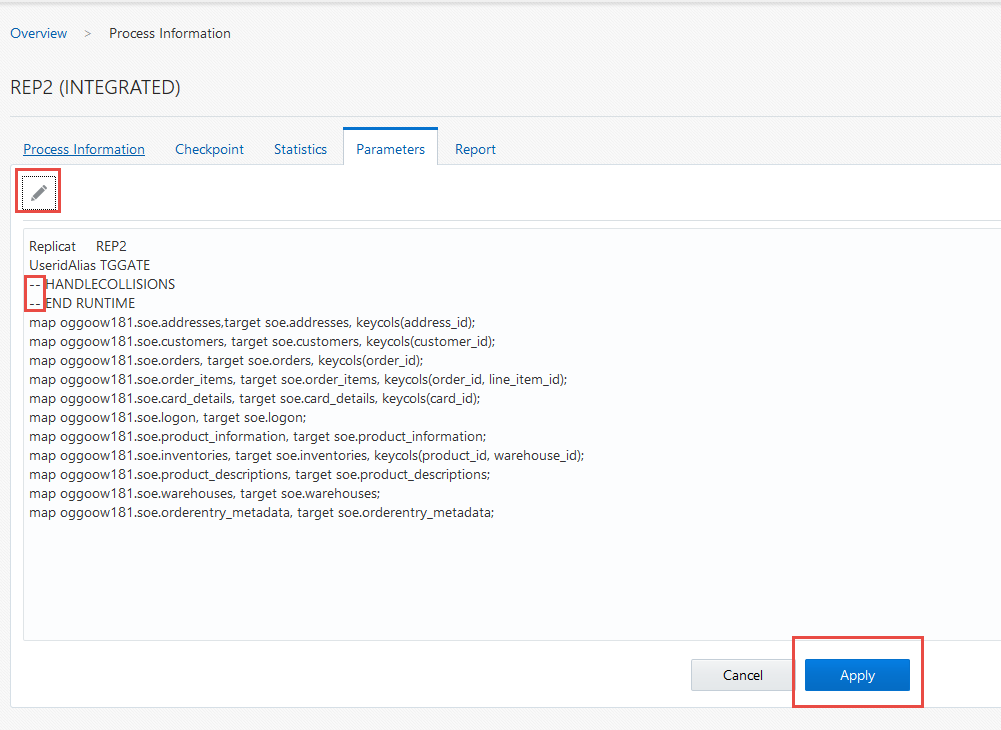 Overview > Process Information
REP2 (INTEGRATED)
Process Information Checkpoint Statistics Parameters Report
Replicat REP2
UseridAlias TGGATE
-- HANDLECOLLISIONS
-- END RUNTIME
map oggoow181.soe.addresses,target soe.addresses, keycols(address_id);
map oggoow181.soe.customers, target soe.customers, keycols(customer_id);
map oggoow181.soe.orders, target soe.orders, keycols(order_id);
map oggoow181.soe.order_items, target soe.order_items, keycols(order_id, line_item_id);
map oggoow181.soe.card_details, target soe.card_details, keycols(card_id);
map oggoow181.soe.logon, target soe.logon;
map oggoow181.soe.product_information, target soe.product_information;
map oggoow181.soe.inventories, target soe.inventories, keycols(product_id, warehouse_id);
map oggoow181.soe.product_descriptions, target soe.product_descriptions;
map oggoow181.soe.warehouses, target soe.warehouses;
map oggoow181.soe.orderentry_metadata, target soe.orderentry_metadata;
Cancel Apply